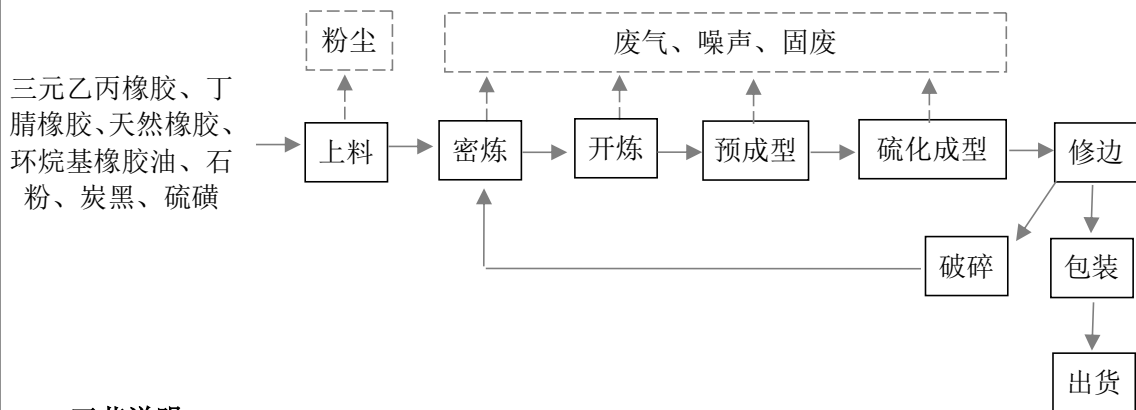 粉尘
废气、噪声、固废
三元乙丙橡胶、丁
腈橡胶、天然橡胶、
环烷基橡胶油、石
粉、炭黑、硫磺
上料
密炼
开炼
预成型
硫化成型
修边
破碎
包装
出货